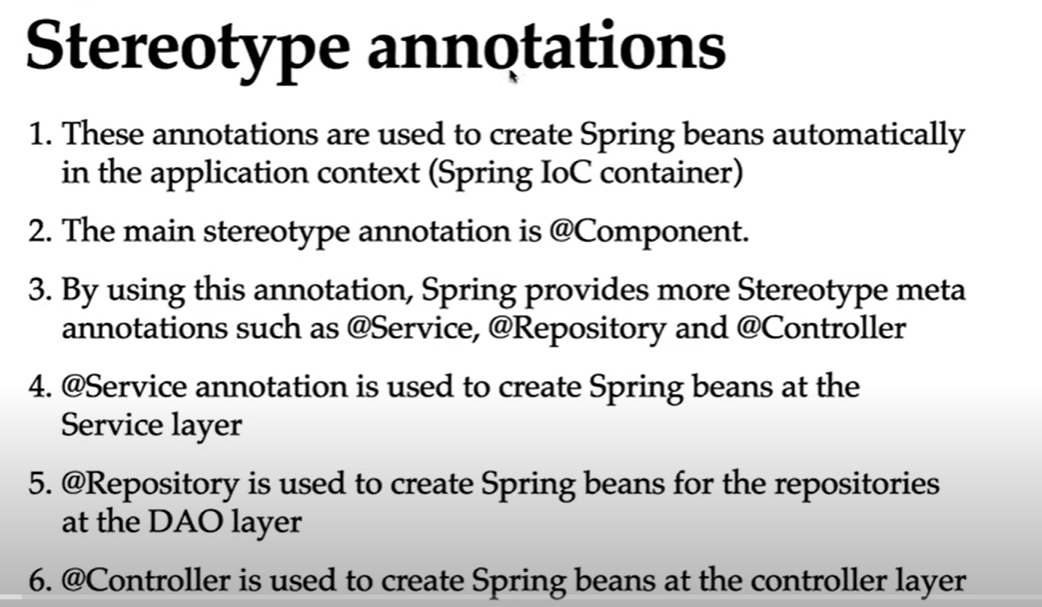 Stereotype annotations
1. These annotations are used to create Spring beans automatically
in the application context (Spring IoC container)
2. The main stereotype annotation is @Component.
3. By using this annotation, Spring provides more Stereotype meta
annotations such as @Service, @Repository and @Controller
4. @Service annotation is used to create Spring beans at the
Service layer
5. @Repository is used to create Spring beans for the repositories
at the DAO layer
6. @Controller is used to create Spring beans at the controller layer